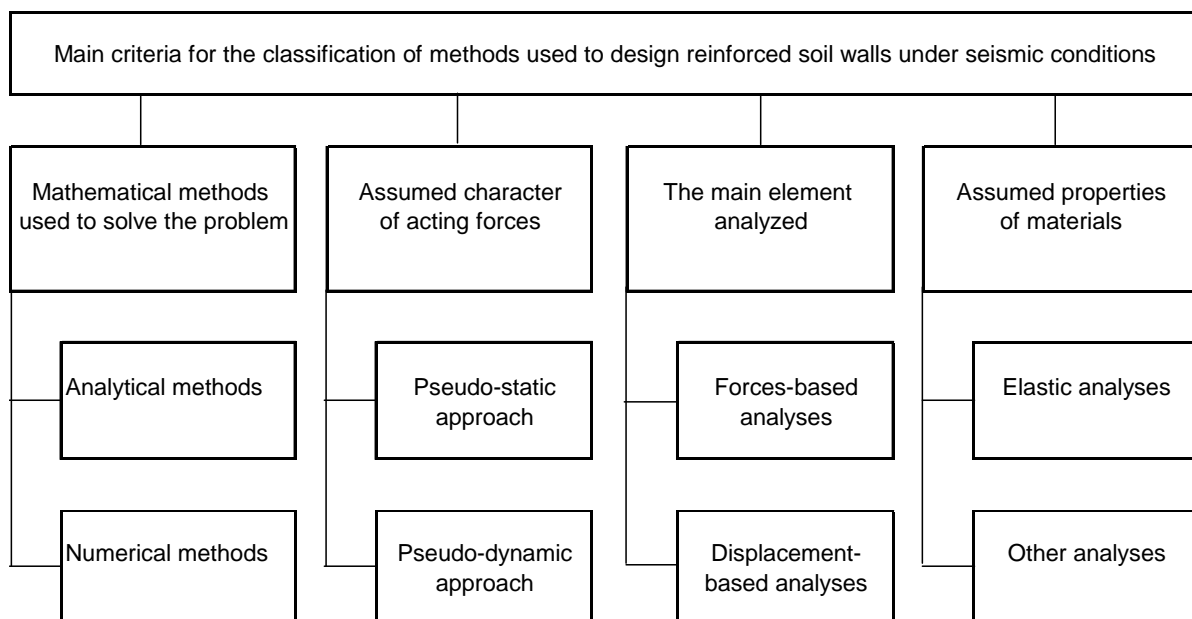 Main criteria for the classification of methods used to design reinforced soil walls under seismic conditions
Mathematical methods
used to solve the problem
Assumed character
of acting forces
The main element
analyzed
Assumed properties
of materials
Analytical methods
Pseudo-static
approach
Forces-based
analyses
Elastic analyses
Numerical methods
Pseudo-dynamic
approach
Displacement-
based analyses
Other analyses